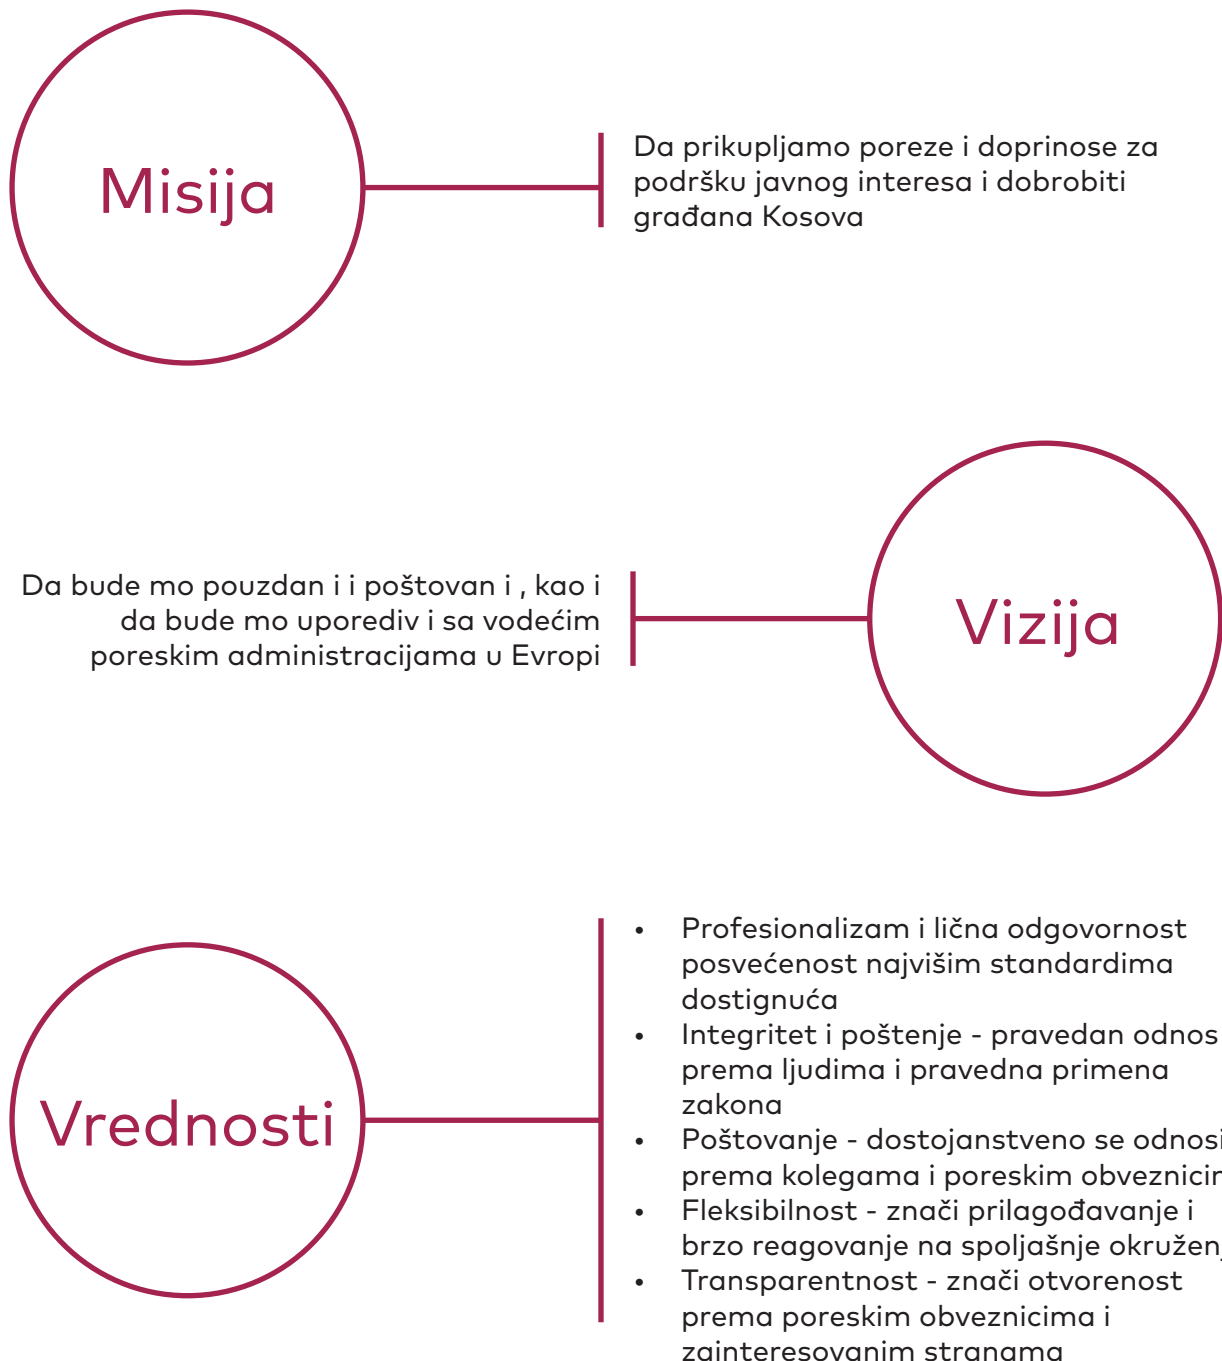 Misija
Da prikupljamo poreze i doprinose za
podršku javnog interesa i dobrobiti
građana Kosova
Da bude mo pouzdan i i poštovan i , kao i
da bude mo uporediv i sa vodećim
poreskim administracijama u Evropi
Vizija
Vrednosti
• Profesionalizam i lična odgovornost
posvećenost najvišim standardima
dostignuća
• Integritet i poštenje - pravedan odnos
prema ljudima i pravedna primena
zakona
• Poštovanje - dostojanstveno se odnosi
prema kolegama i poreskim
• Fleksibilnost - znači prilagođavanje i
brzo reagovanje na spoljašnje
• Transparentnost - znači otvorenost
prema poreskim obveznicima i
zainteresovanim stranama